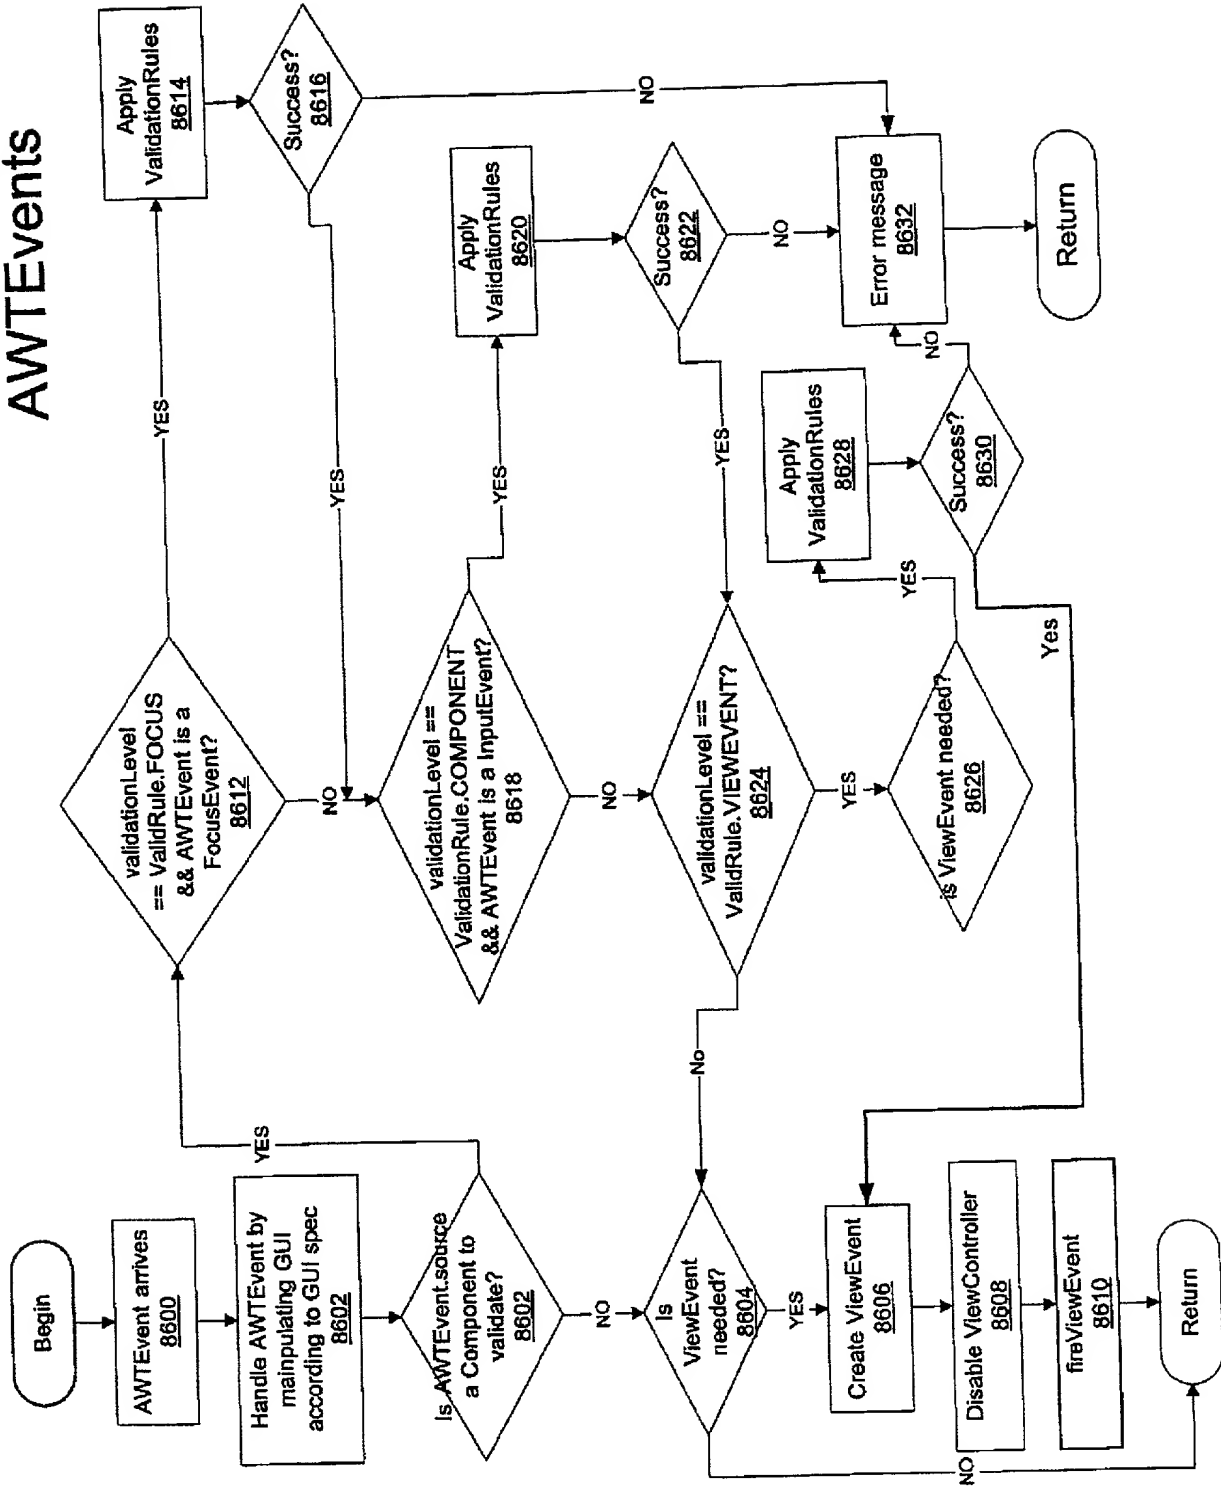 AWTEvents
Begin
AWTEvent arrives
8600
Handle AWTEvent by
mainpulating GUI
according to GUI spec
8602
Is AWTEvent.source
a Component to
validate?
8602
YES
NO
Is
ViewEvent
needed?
8604
YES
NO
Create ViewEvent
8606
Disable ViewController
8608
fireViewEvent
8610
Return
validationLevel
== ValidRule.FOCUS
&& AWTEvent is a
FocusEvent?
8612
YES
NO
Apply
ValidationRules
8614
Success?
8616
YES
NO
validationLevel ==
ValidationRule.COMPONENT
&& AWTEvent is a InputEvent?
8618
YES
NO
Apply
ValidationRules
8620
Success?
8622
YES
NO
validationLevel ==
ValidRule.VIEWEVENT?
8624
No
YES
is ViewEvent needed?
8626
YES
Apply
ValidationRules
8628
Success?
8630
Yes
NO
Error message
8632
Return